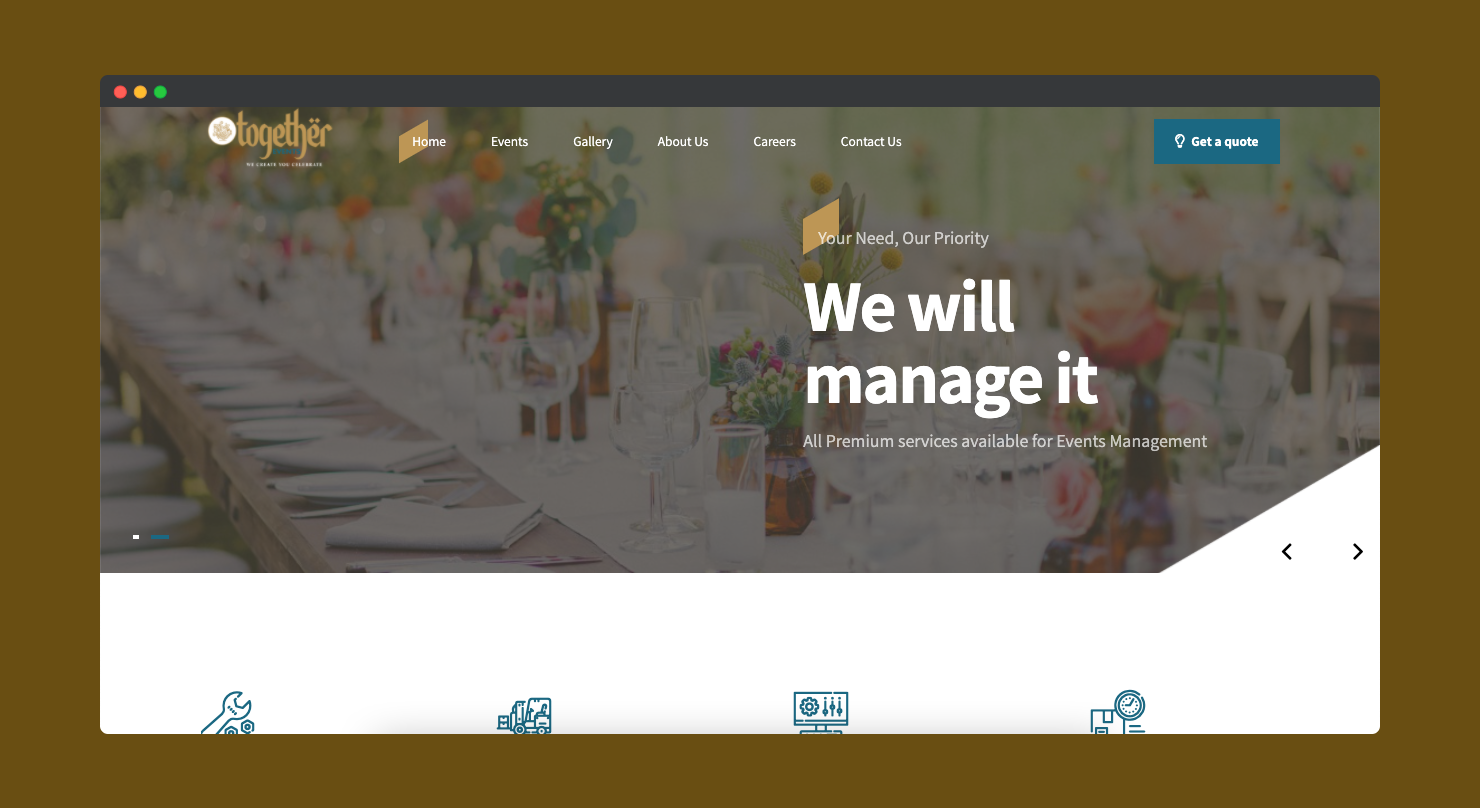 togethër
WE CREATE YOU CELEBRATE
Home
Events
Gallery
About Us
Careers
Contact Us
Get a quote
Your Need, Our Priority
We will
manage it
All Premium services available for Events Management